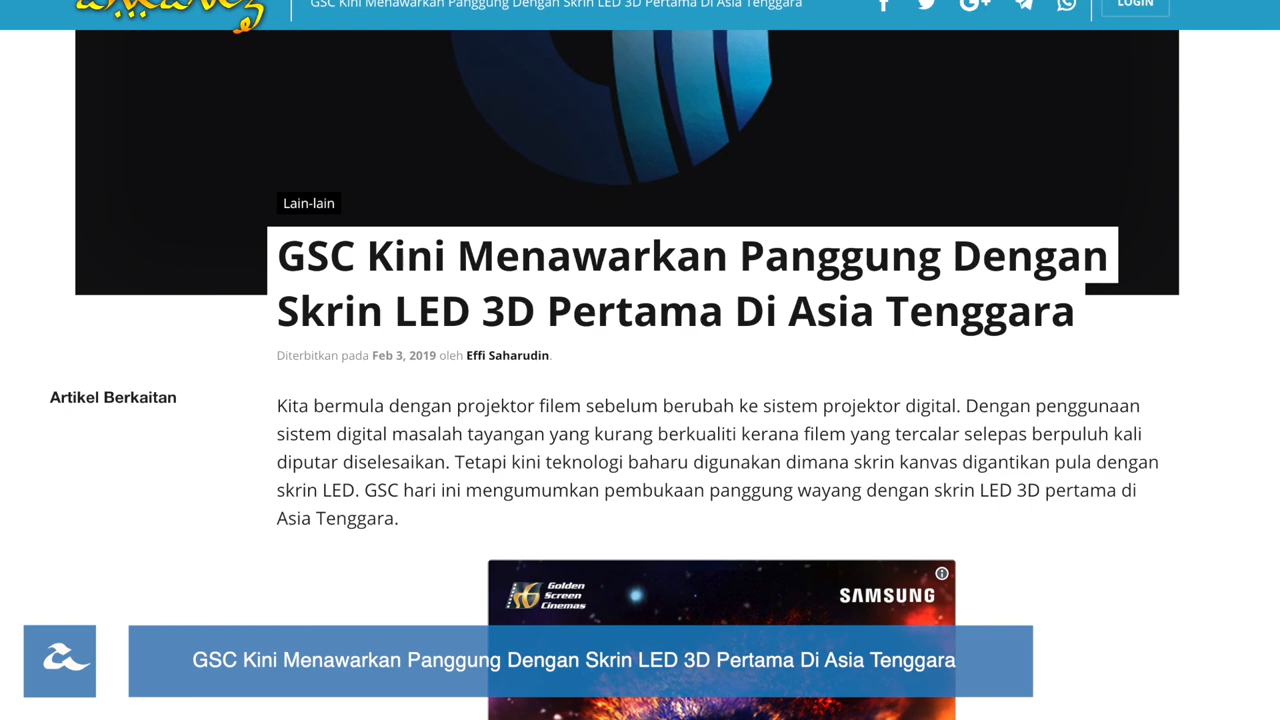 GSC Kini Menawarkan Panggung Dengan Skrin LED 3D Pertama Di Asia Tenggara
LOGIN
Lain-lain
GSC Kini Menawarkan Panggung Dengan
Skrin LED 3D Pertama Di Asia Tenggara
Diterbitkan pada Feb 3, 2019 oleh Effi Saharudin.
Artikel Berkaitan
Kita bermula dengan projektor filem sebelum berubah ke sistem projektor digital. Dengan penggunaan
sistem digital masalah tayangan yang kurang berkualiti kerana filem yang tercalar selepas berpuluh kali
diputar diselesaikan. Tetapi kini teknologi baharu digunakan dimana skrin kanvas digantikan pula dengan
skrin LED. GSC hari ini mengumumkan pembukaan panggung wayang dengan skrin LED 3D pertama di
Asia Tenggara.
Golden
Screen
Cinemas
SAMSUNG
GSC Kini Menawarkan Panggung Dengan Skrin LED 3D Pertama Di Asia Tenggara